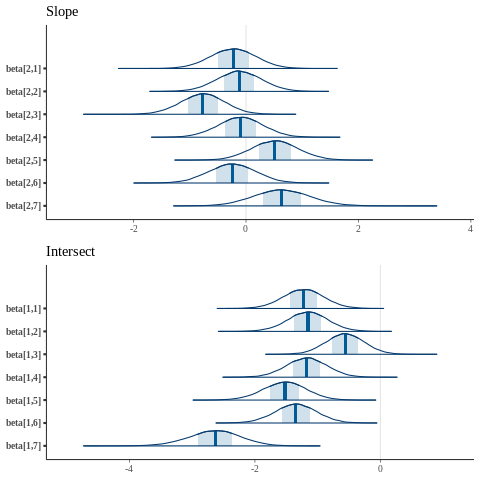 Slope
beta[2,1]
beta[2,2]
beta[2,3]
beta[2,4]
beta[2,5]
beta[2,6]
beta[2,7]
-2 0 2 4
Intersect
beta[1,1]
beta[1,2]
beta[1,3]
beta[1,4]
beta[1,5]
beta[1,6]
beta[1,7]
-4 -2 0